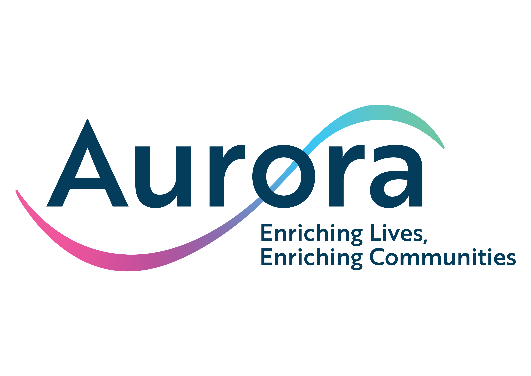 Aurora
Enriching Lives,
Enriching Communities